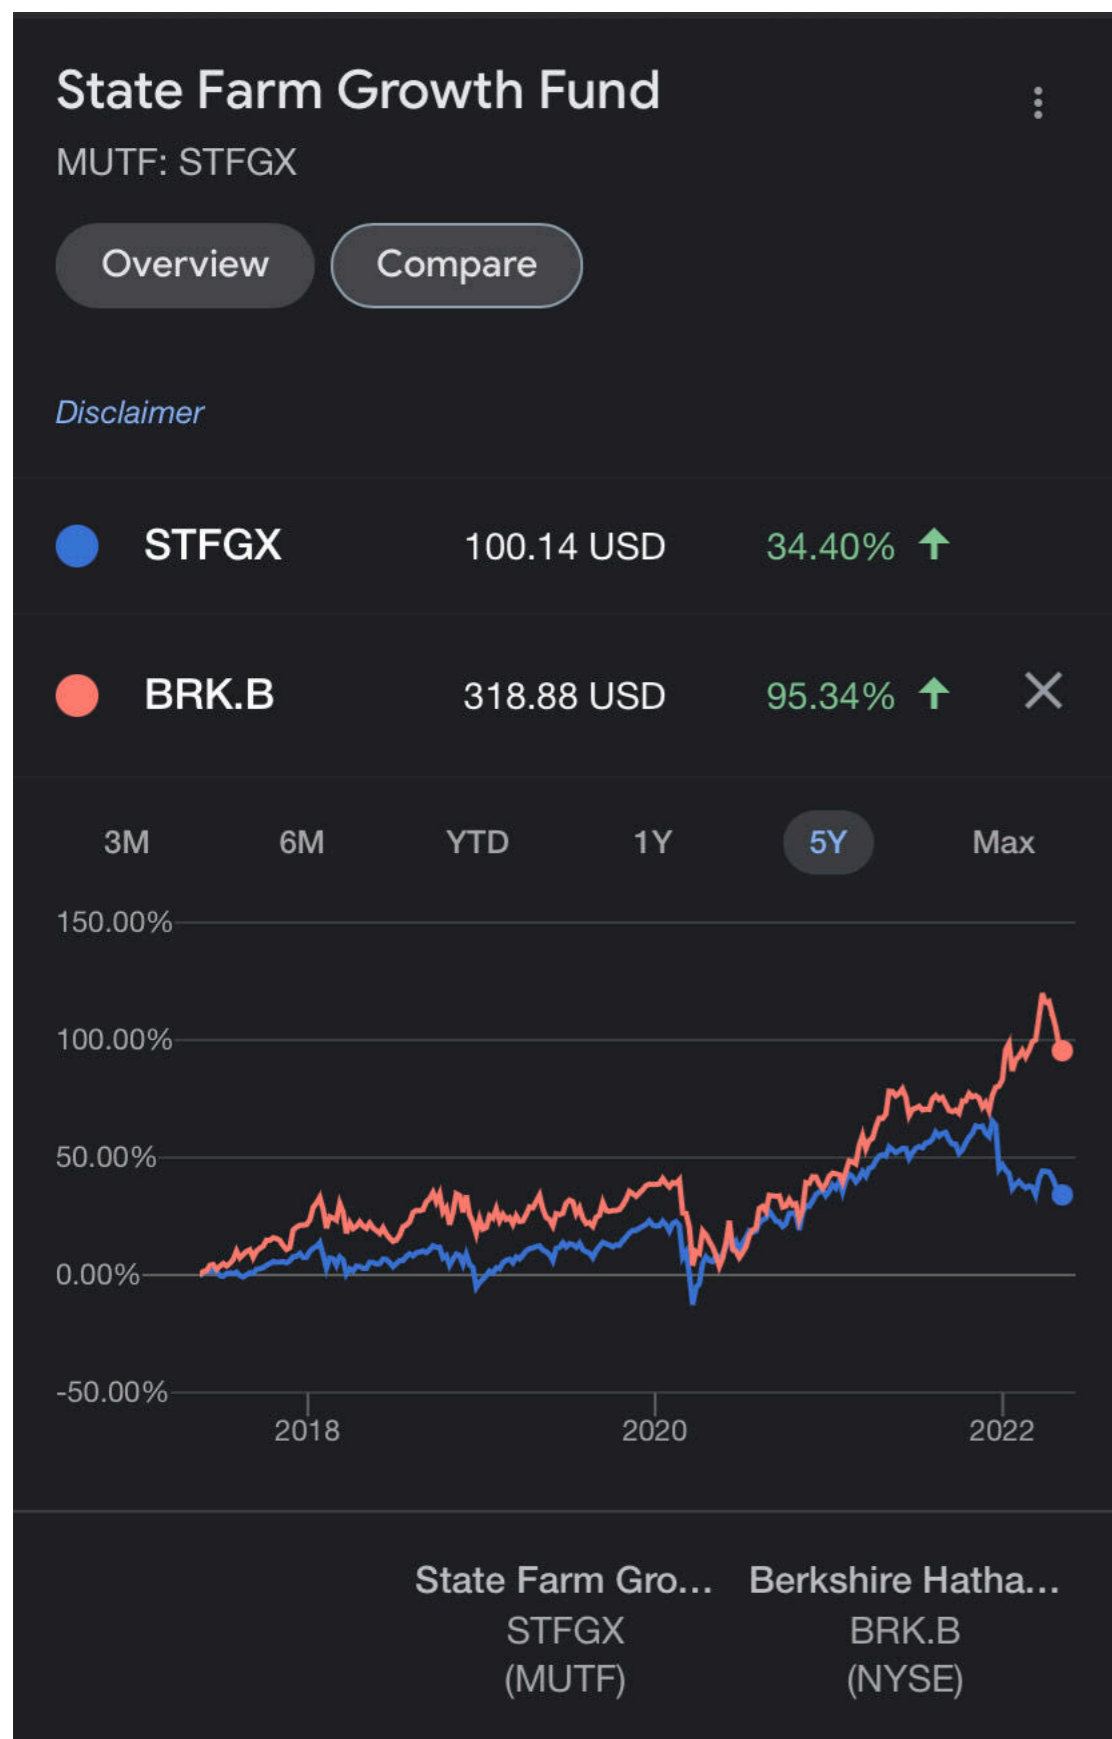 State Farm Growth Fund
MUTF: STFGX
Overview Compare
Disclaimer
STFGX 100.14 USD 34.40%
BRK.B 318.88 USD 95.34%
3M 6M YTD 1Y 5Y Max
150.00%
100.00%
50.00%
0.00%
-50.00%
2018 2020 2022
State Farm Gro... Berkshire Hatha...
STFGX BRK.B
(MUTF) (NYSE)